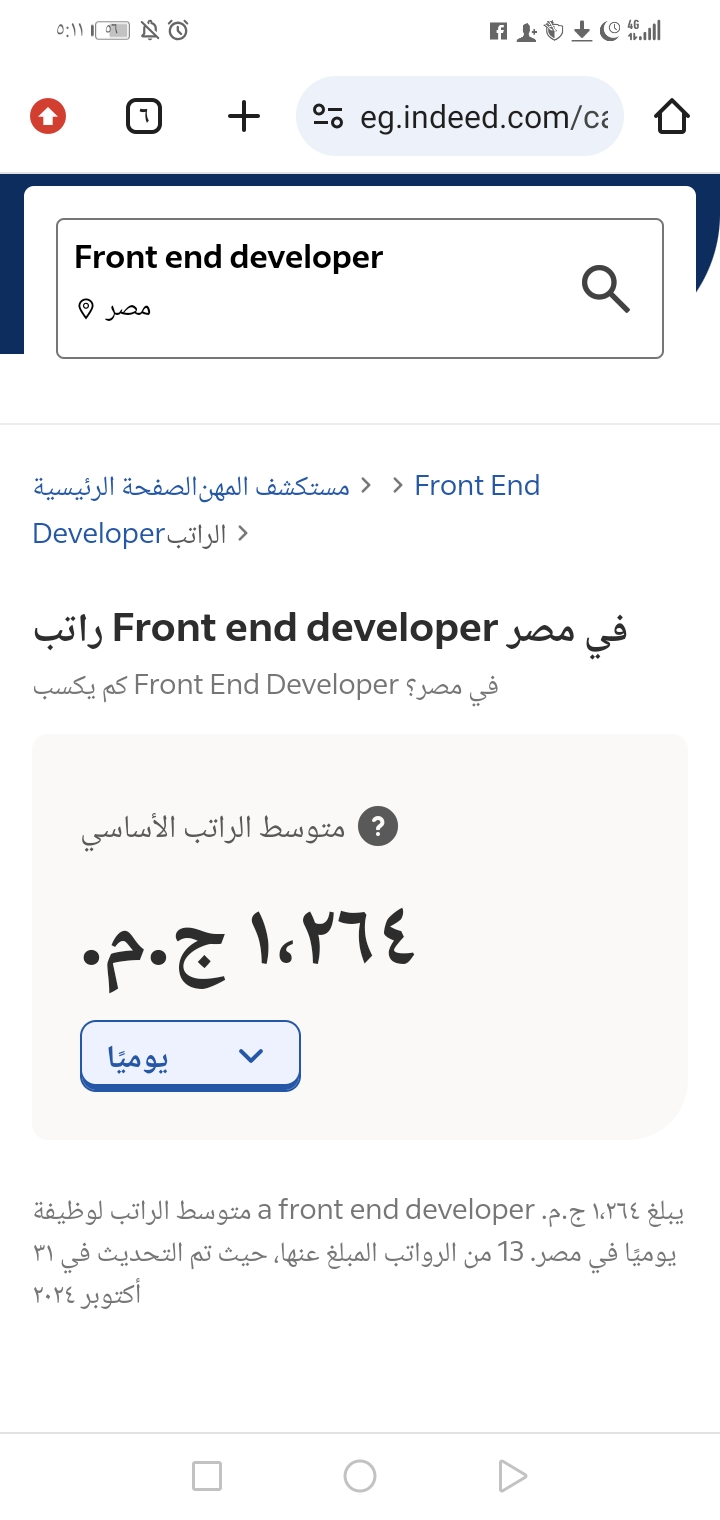 ٥:١١ ٥٦ 4G
٦ eg.indeed.com/ca
Front end developer
مصر
مستكشف المهن الصفحة الرئيسية > > Front End
Developer الراتب >
راتب Front end developer في مصر
كم يكسب Front End Developer في مصر؟
متوسط الراتب الأساسي ?
١،٢٦٤ ج.م.
يوميًا
متوسط الراتب لوظيفة a front end developer يبلغ ١،٢٦٤ ج.م.
يوميًا في مصر. 13 من الرواتب المبلغ عنها، حيث تم التحديث في ٣١
أكتوبر ٢٠٢٤